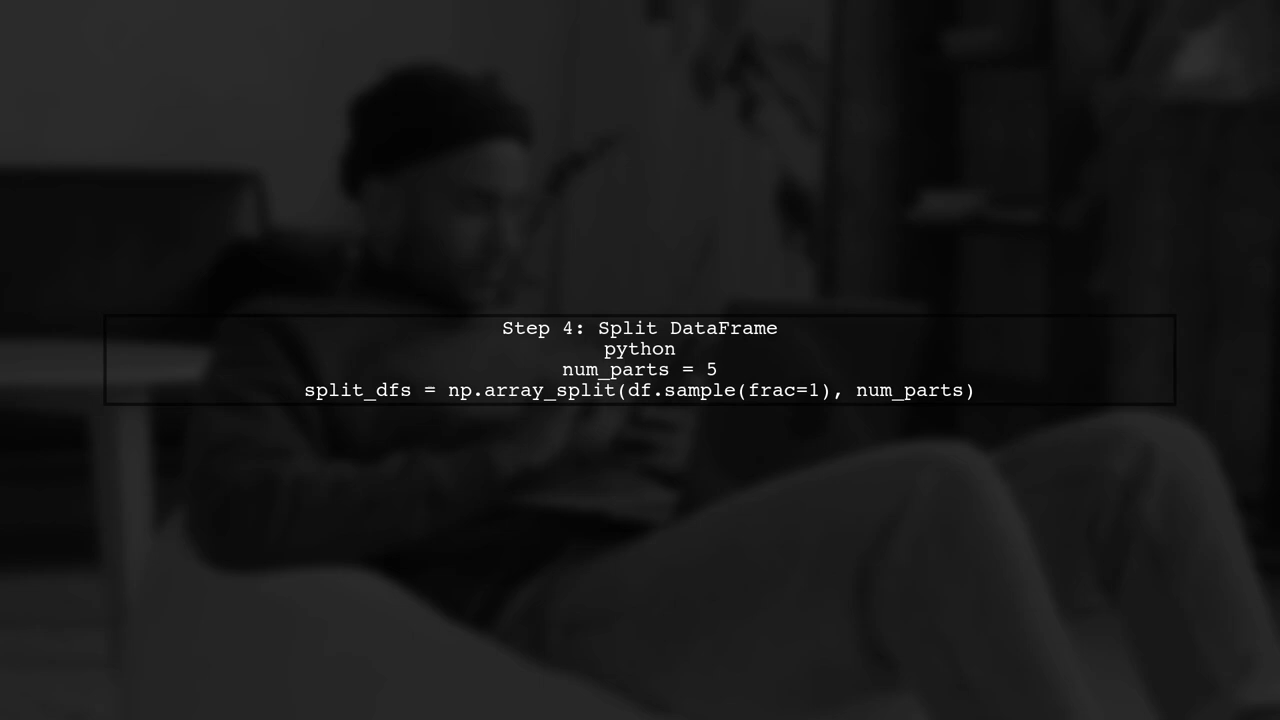 Step 4: Split DataFrame
python
num_parts = 5
split_dfs = np.array_split(df.sample(frac=1), num_parts)